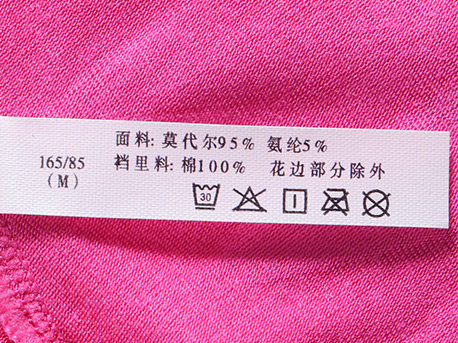 面料: 莫代尔95% 氨纶5%
165/85
(M)
裆里料: 棉100% 花边部分除外
30